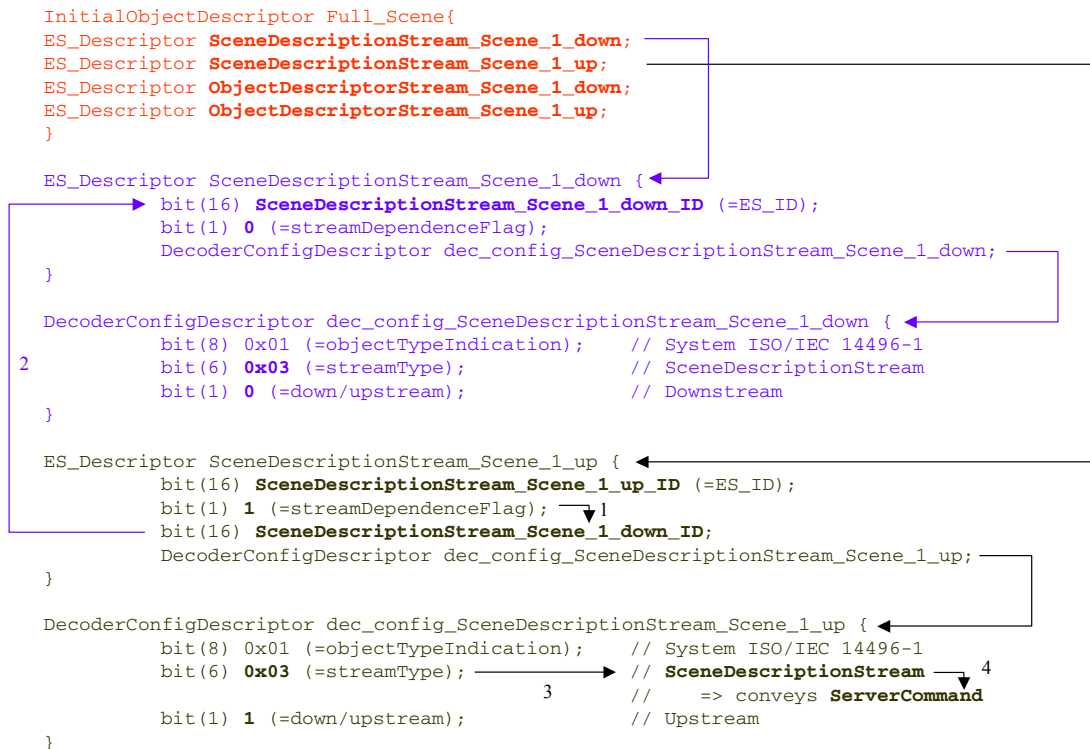 InitialObjectDescriptor Full_Scene{
ES_Descriptor SceneDescriptionStream_Scene_1_down;
ES_Descriptor SceneDescriptionStream_Scene_1_up;
ES_Descriptor ObjectDescriptorStream_Scene_1_down;
ES_Descriptor ObjectDescriptorStream_Scene_1_up;
}
ES_Descriptor SceneDescriptionStream_Scene_1_down {
bit(16) SceneDescriptionStream_Scene_1_down_ID (=ES_ID);
bit(1) 0 (=streamDependenceFlag);
DecoderConfigDescriptor dec_config_SceneDescriptionStream_Scene_1_down;
}
DecoderConfigDescriptor dec_config_SceneDescriptionStream_Scene_1_down {
bit(8) 0x01 (=objectTypeIndication); // System ISO/IEC 14496-1
2 bit(6) 0x03 (=streamType); // SceneDescriptionStream
bit(1) 0 (=down/upstream); // Downstream
}
ES_Descriptor SceneDescriptionStream_Scene_1_up {
bit(16) SceneDescriptionStream_Scene_1_up_ID (=ES_ID);
bit(1) 1 (=streamDependenceFlag); 1
bit(16) SceneDescriptionStream_Scene_1_down_ID;
DecoderConfigDescriptor dec_config_SceneDescriptionStream_Scene_1_up;
}
DecoderConfigDescriptor dec_config_SceneDescriptionStream_Scene_1_up {
bit(8) 0x01 (=objectTypeIndication); // System ISO/IEC 14496-1
bit(6) 0x03 (=streamType); // SceneDescriptionStream 4
3 // => conveys ServerCommand
bit(1) 1 (=down/upstream); // Upstream
}